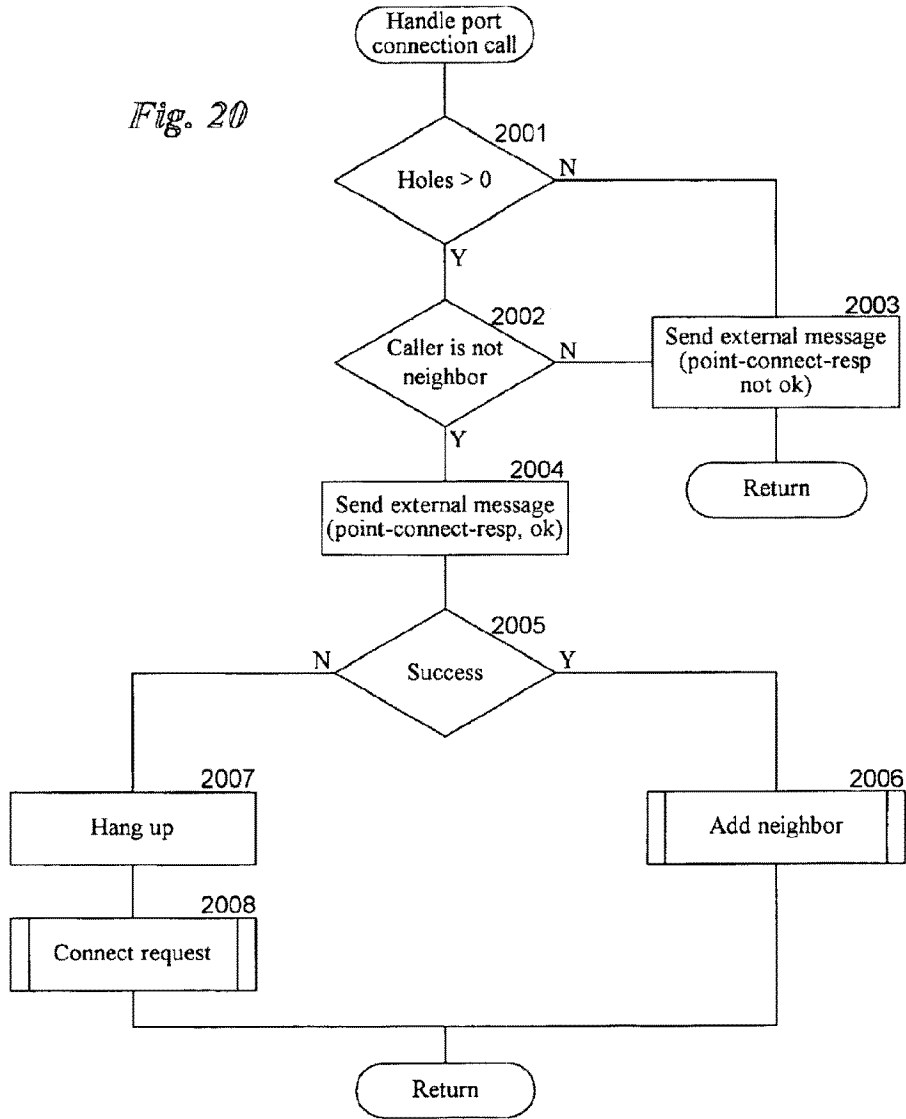 Handle port
connection call
Fig. 20
2001
Holes > 0
N
Y
2002
Caller is not
neighbor
N
Y
2003
Send external message
(point-connect-resp
not ok)
Return
2004
Send external message
(point-connect-resp, ok)
2005
Success
N
Y
2007
Hang up
2006
Add neighbor
2008
Connect request
Return